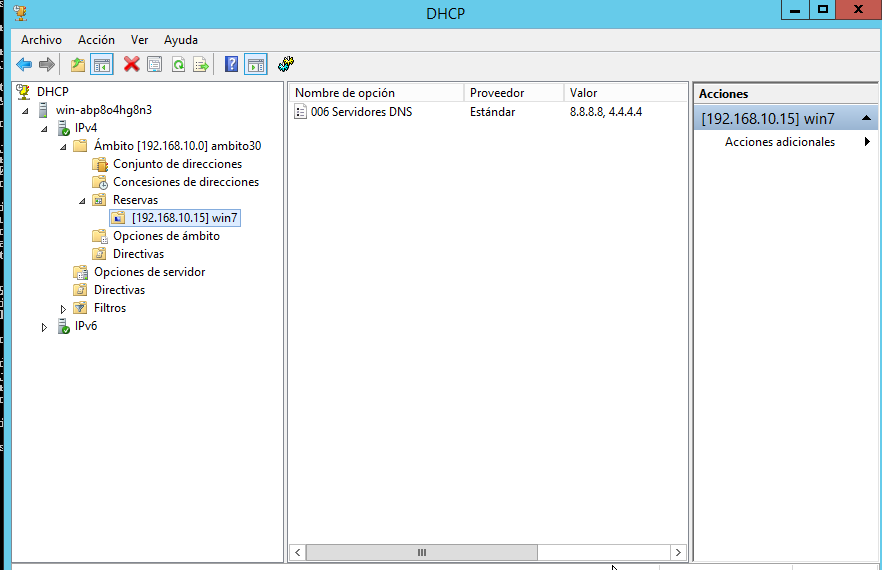 DHCP
Archivo Acción Ver Ayuda
DHCP
win-abp8o4hg8n3
IPv4
Ámbito [192.168.10.0] ambito30
Conjunto de direcciones
Concesiones de direcciones
Reservas
[192.168.10.15] win7
Opciones de ámbito
Directivas
Opciones de servidor
Directivas
Filtros
IPv6
Nombre de opción Proveedor Valor
006 Servidores DNS Estándar 8.8.8.8, 4.4.4.4
Acciones
[192.168.10.15] win7
Acciones adicionales